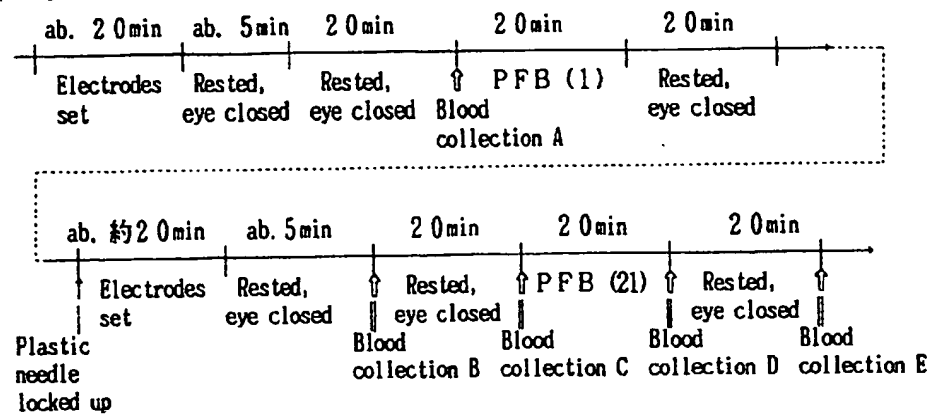 ab. 20min ab. 5min 20min 20min 20min
Electrodes Rested, Rested, PFB (1) Rested,
set eye closed eye closed Blood eye closed
collection A
ab. 約20min ab. 5min 20min 20min 20min
Electrodes Rested, Rested, PFB (21) Rested,
set eye closed eye closed eye closed
Plastic Blood Blood Blood Blood
needle collection B collection C collection D collection E
locked up